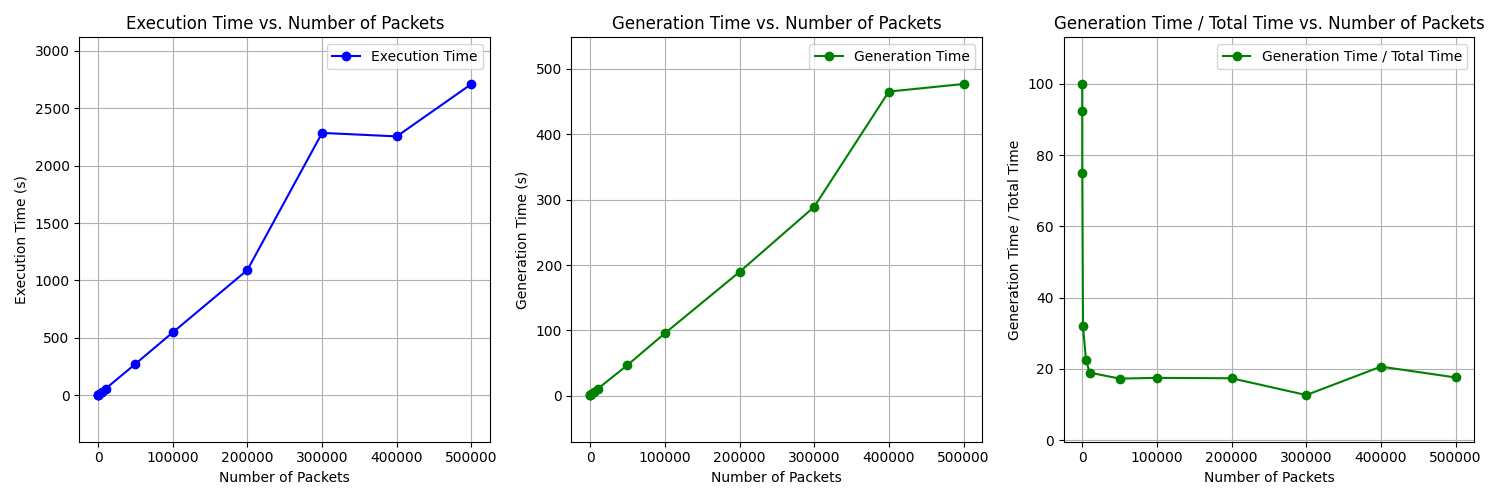 Execution Time vs. Number of Packets
Execution Time
3000
2500
2000
1500
1000
500
0
Execution Time (s)
0 100000 200000 300000 400000 500000
Number of Packets
Generation Time vs. Number of Packets
Generation Time
500
400
300
200
100
0
Generation Time (s)
0 100000 200000 300000 400000 500000
Number of Packets
Generation Time / Total Time vs. Number of Packets
Generation Time / Total Time
100
80
60
40
20
0
Generation Time / Total Time
0 100000 200000 300000 400000 500000
Number of Packets